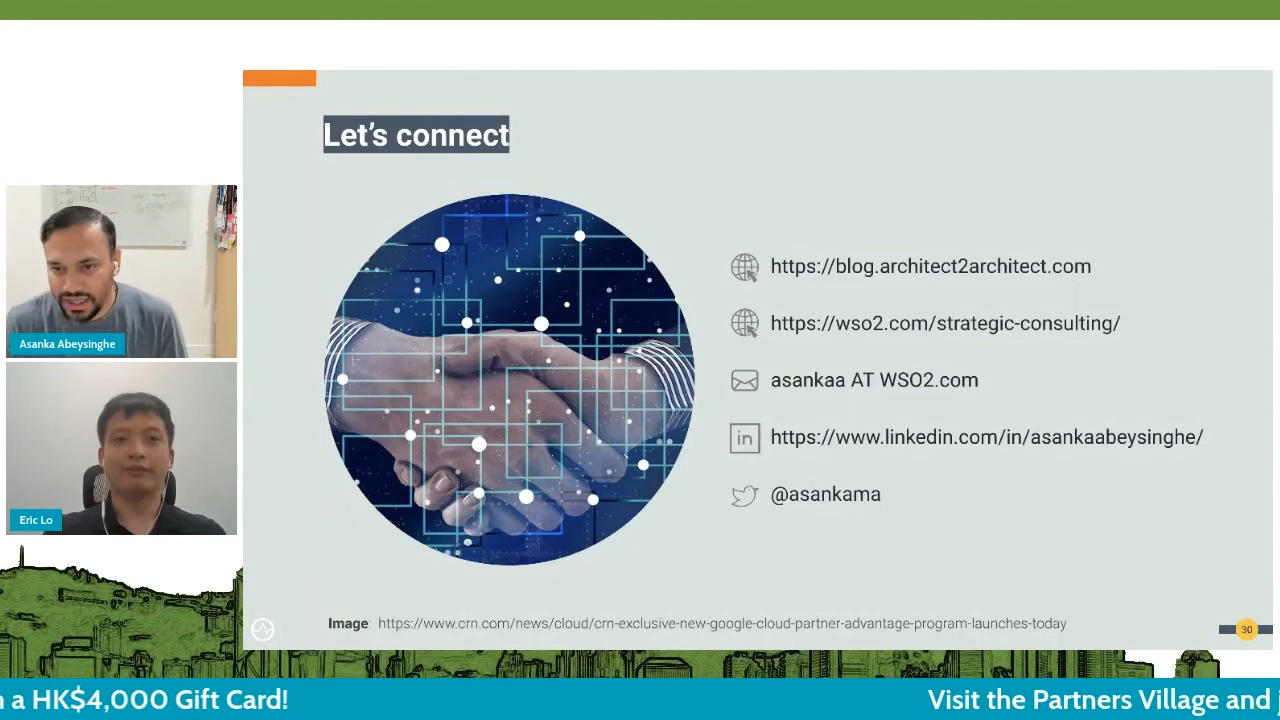 Let's connect
https://blog.architect2architect.com
https://wso2.com/strategic-consulting/
asankaa AT WSO2.com
in
https://www.linkedin.com/in/asankaabeysinghe/
@asankama
Asanka Abeysinghe
Eric Lo
Image: https://www.crn.com/news/cloud/crn-exclusive-new-google-cloud-partner-advantage-program-launches-today
30
a HK$4,000 Gift Card!
Visit the Partners Village and